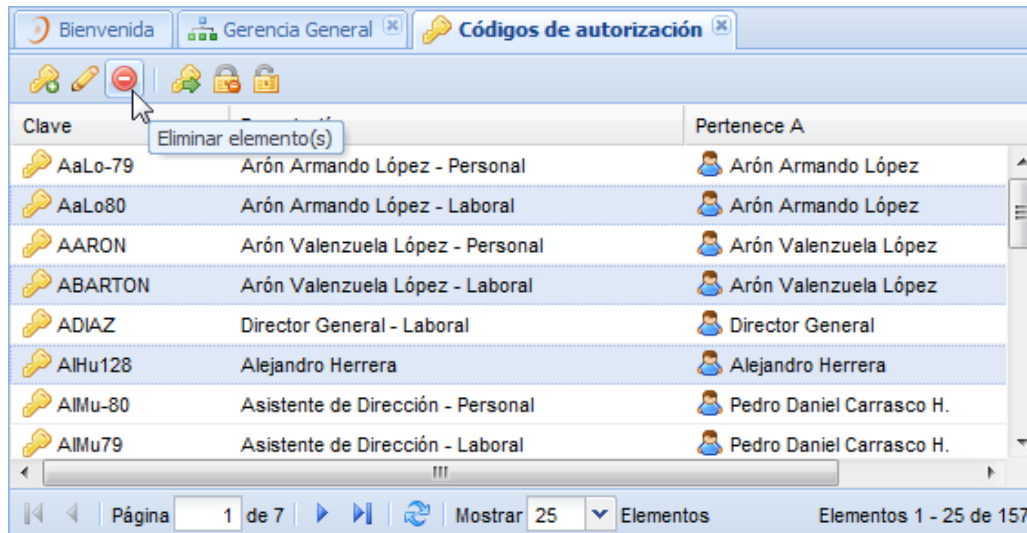 Bienvenida Gerencia General Códigos de autorización
Clave Pertenece A
Eliminar elemento(s)
AaLo-79 Arón Armando López - Personal Arón Armando López
AaLo80 Arón Armando López - Laboral Arón Armando López
AARON Arón Valenzuela López - Personal Arón Valenzuela López
ABARTON Arón Valenzuela López - Laboral Arón Valenzuela López
ADIAZ Director General - Laboral Director General
AlHu128 Alejandro Herrera Alejandro Herrera
AlMu-80 Asistente de Dirección - Personal Pedro Daniel Carrasco H.
AlMu79 Asistente de Dirección - Laboral Pedro Daniel Carrasco H.
Página 1 de 7 Mostrar 25 Elementos Elementos 1 - 25 de 157